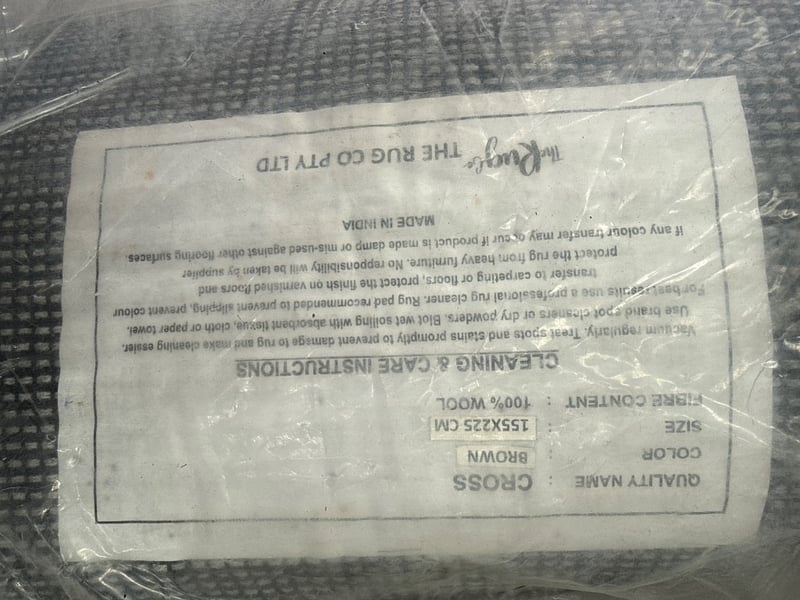 QUALITY NAME : CROSS
COLOR : BROWN
SIZE : 155X225 CM
FIBRE CONTENT : 100% WOOL
CLEANING & CARE INSTRUCTIONS
Vacuum regularly. Treat spots and stains promptly to prevent damage to rug and make cleaning easier.
Use brand spot cleaners or dry powders. Blot wet soiling with absorbent tissue, cloth or paper towel.
For best results use a professional rug cleaner. Rug pad recommended to prevent slipping, prevent colour
transfer to carpeting or floors, protect the finish on varnished floors and
protect the rug from heavy furniture. No repponsibility will be taken by supplier
if any colour transfer may occur if product is made damp or mis-used against other flooring surfaces.
MADE IN INDIA
The Rug Co THE RUG CO PTY LTD